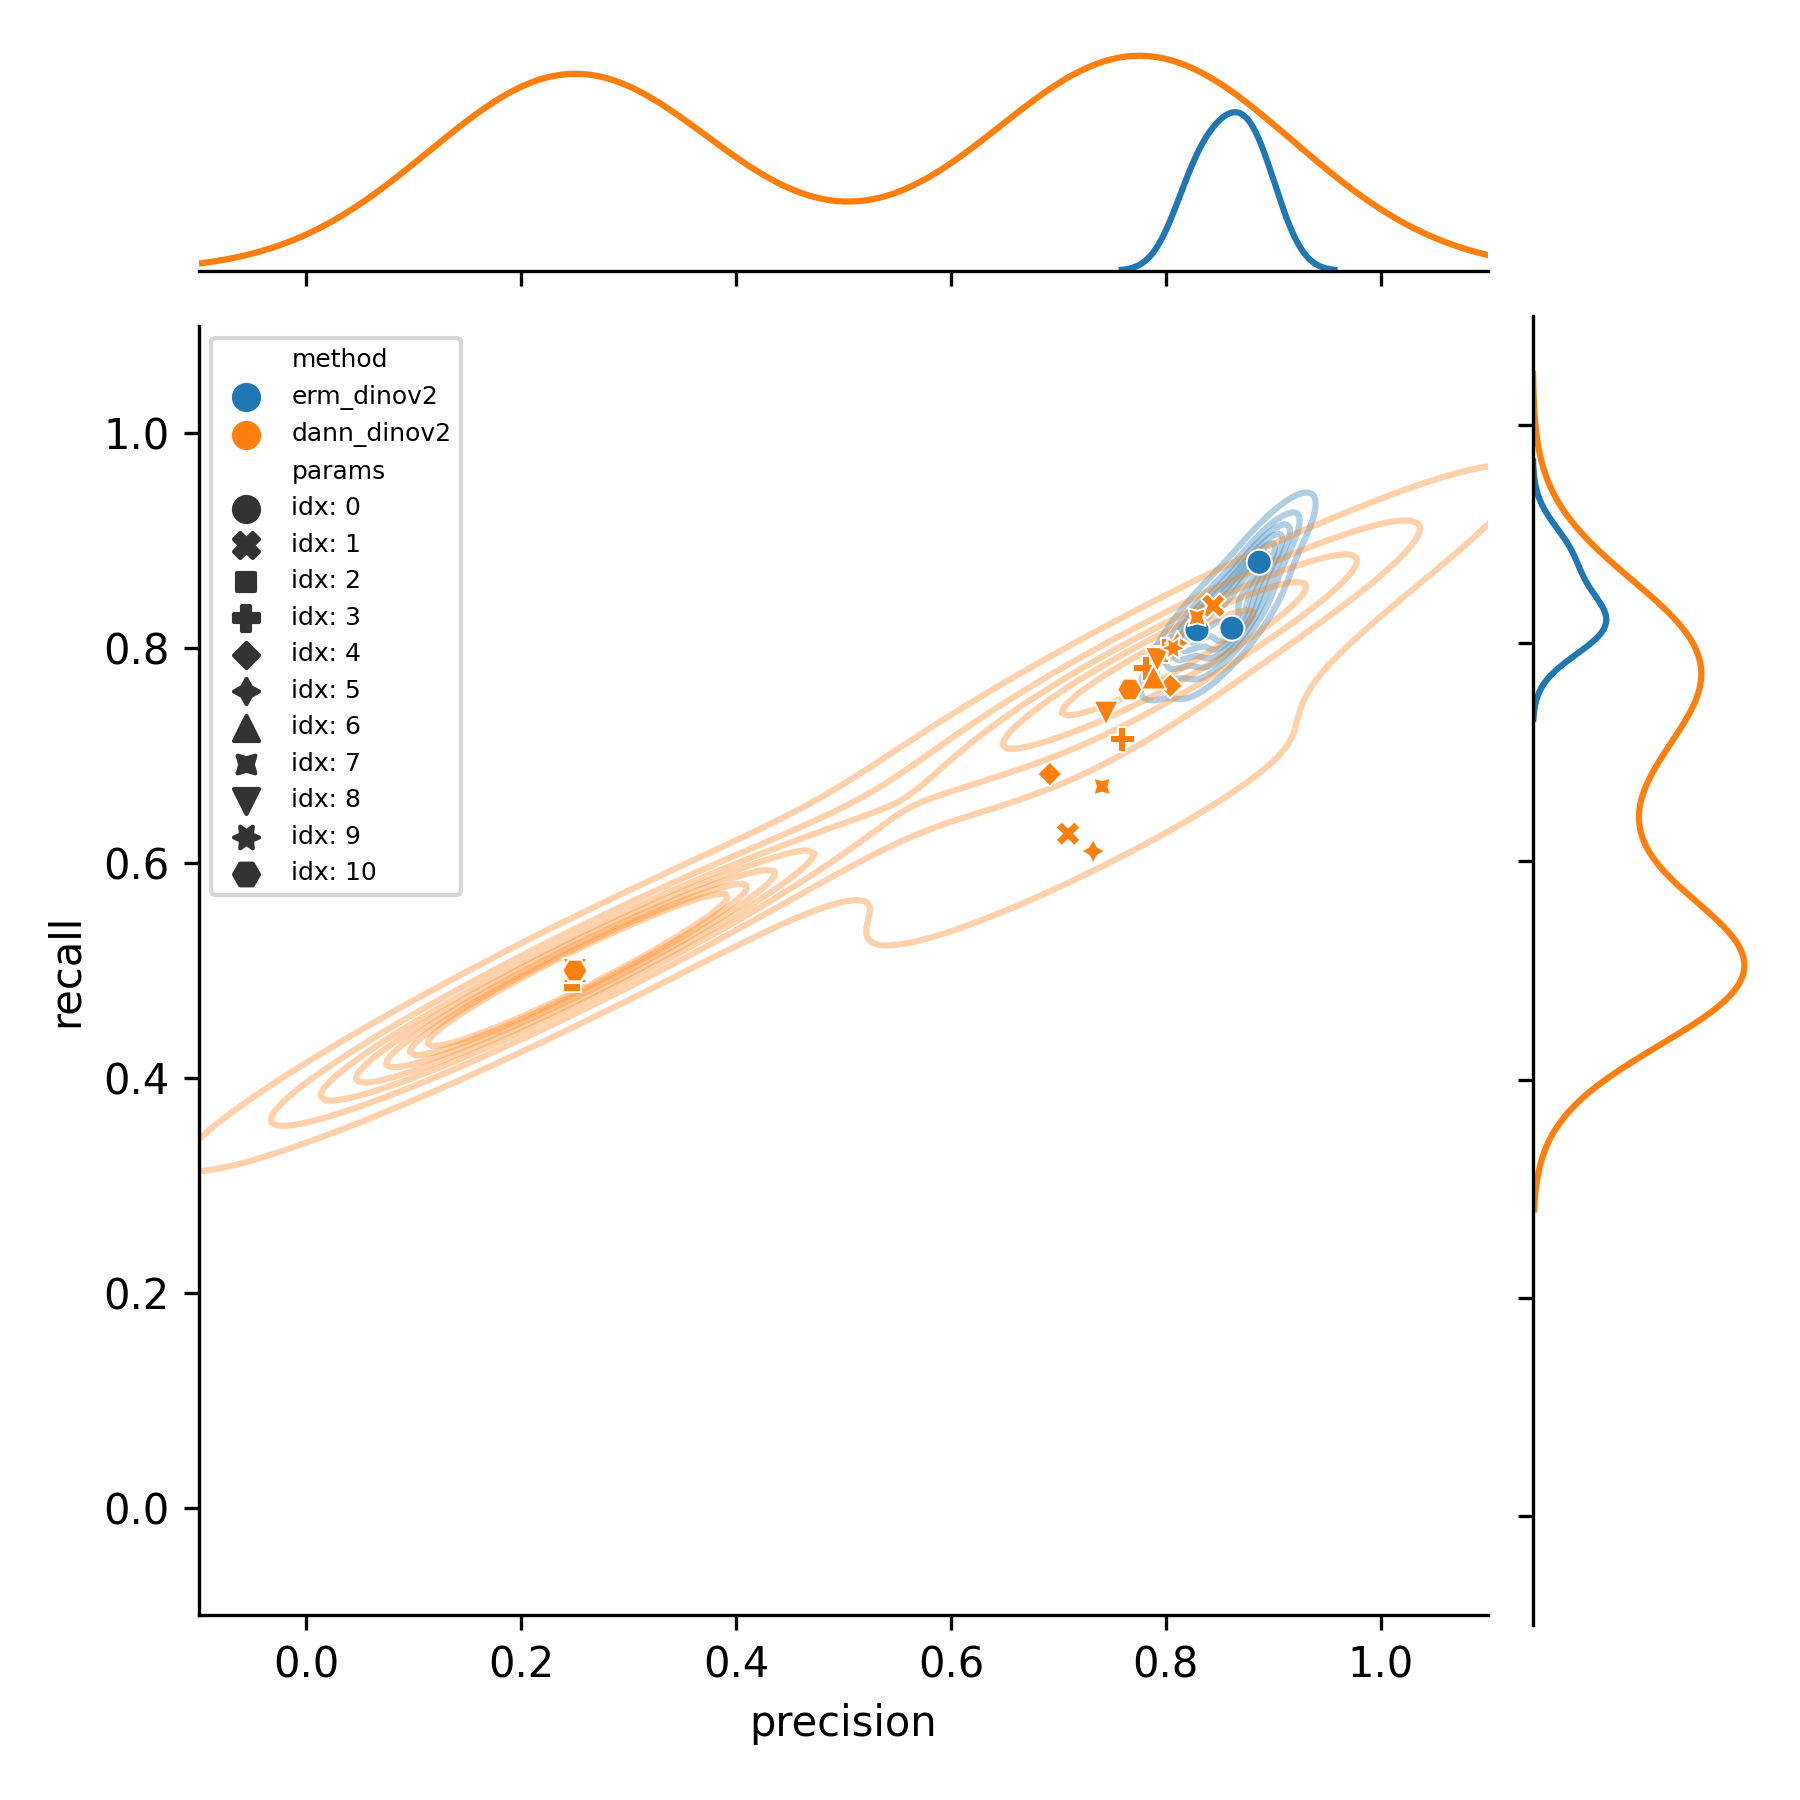 method
erm_dinov2
dann_dinov2
params
idx: 0
idx: 1
idx: 2
idx: 3
idx: 4
idx: 5
idx: 6
idx: 7
idx: 8
idx: 9
idx: 10
1.0
0.8
0.6
0.4
0.2
0.0
recall
0.0 0.2 0.4 0.6 0.8 1.0
precision